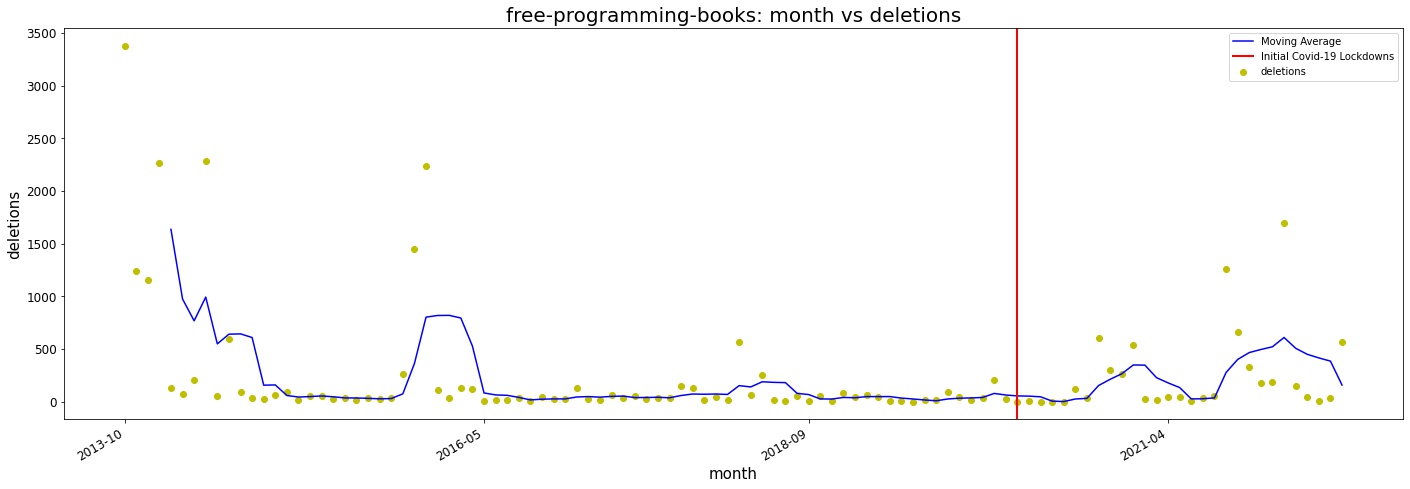 free-programming-books: month vs deletions
3500
3000
2500
2000
1500
1000
500
0
deletions
Moving Average
Initial Covid-19 Lockdowns
deletions
2013-10
2016-05
2018-09
2021-04
month